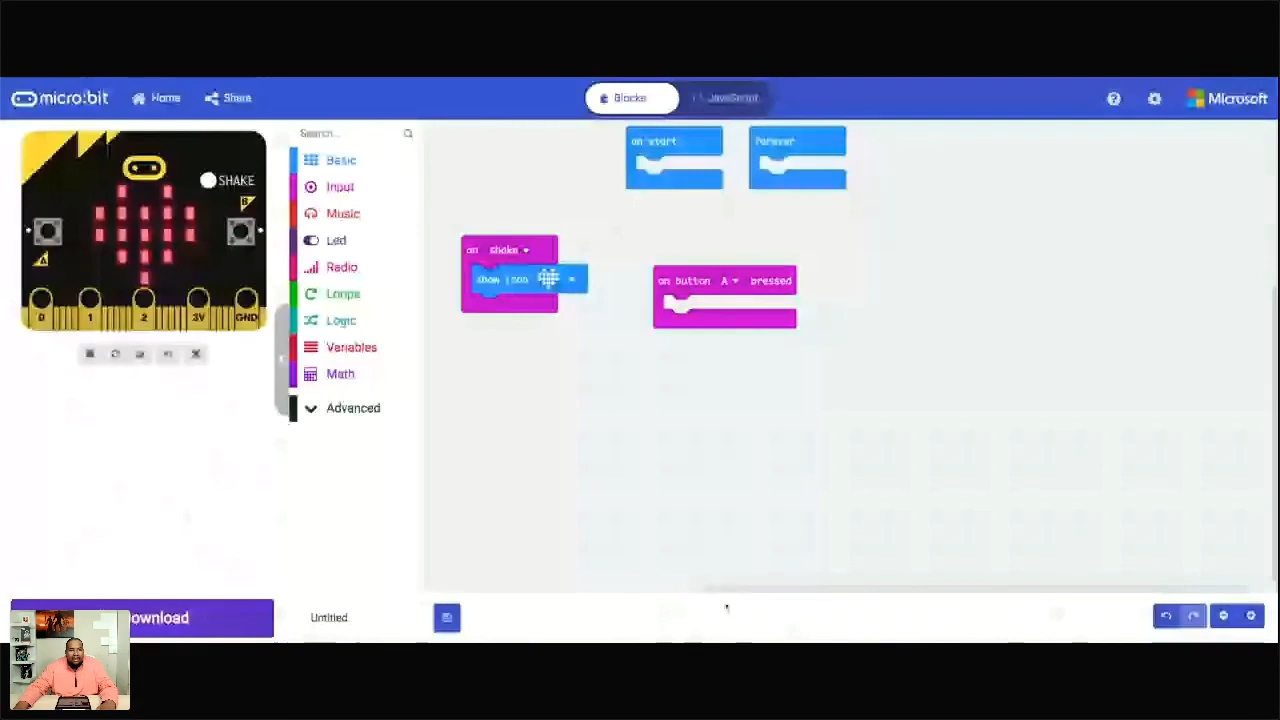 micro:bit
Home
Share
Blocks
JavaScript
Microsoft
SHAKE
B
A
0 1 2 3V GND
Search...
Basic
Input
Music
Led
Radio
Loops
Logic
Variables
Math
Advanced
on start
forever
on shake
show icon
on button A pressed
Download
Untitled